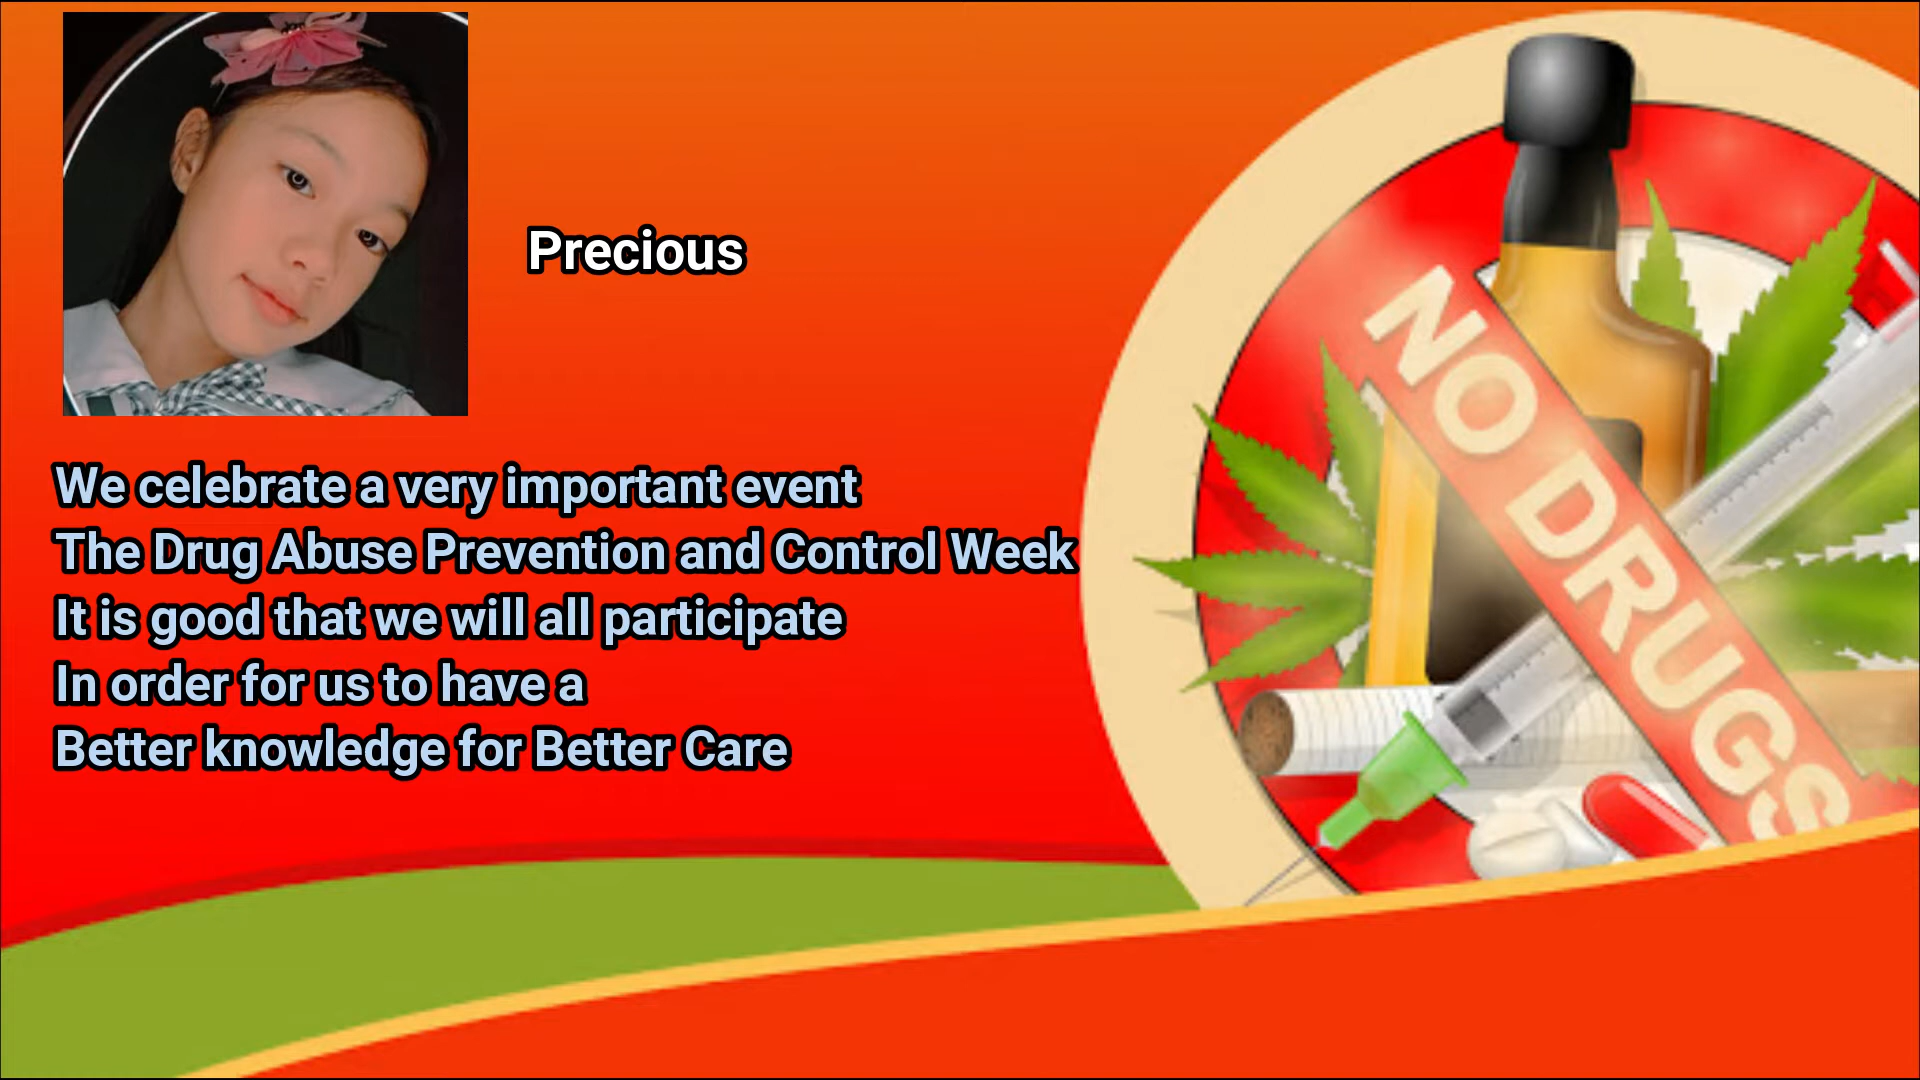 Precious
We celebrate a very important event
The Drug Abuse Prevention and Control Week
It is good that we will all participate
In order for us to have a
Better knowledge for Better Care
NO DRUGS